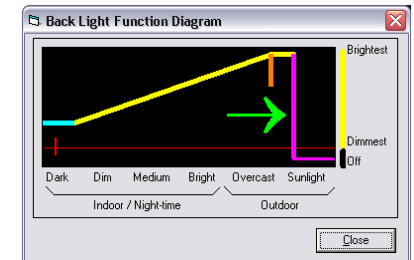 Back Light Function Diagram
Brightest
Dimmest
Off
Dark Dim Medium Bright Overcast Sunlight
Indoor / Night-time Outdoor
Close